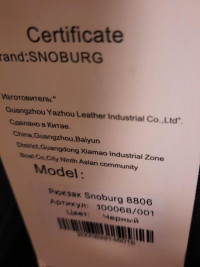 Certificate
rand:SNOBURG
Изготовитель"
Guangzhou Yazhou Leather Industrial Co.,Ltd".
Сделано в Китае.
China,Guangzhou,Baiyun
District,Guangdong Xiamao Industrial Zone
Boai Co,City Ninth Asian community
Model:
Рюкзак Snoburg 8806
Артикул: 300068/001
Цвет: Черный